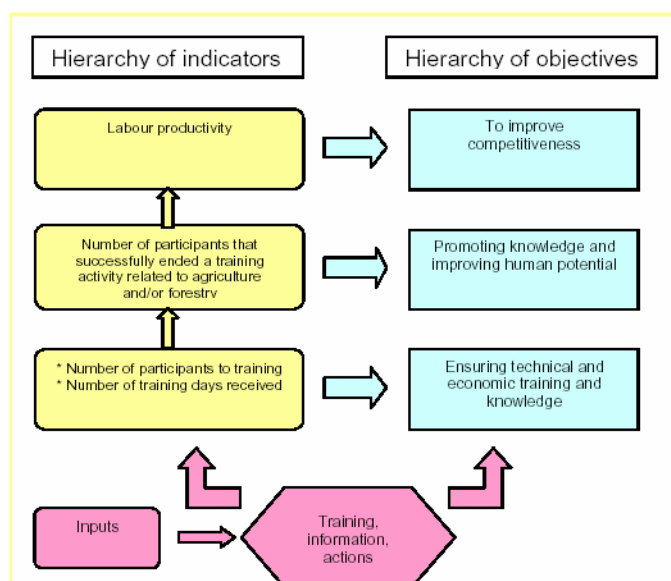 Hierarchy of indicators
Hierarchy of objectives
Labour productivity
To improve
competitiveness
Number of participants that
successfully ended a training
activity related to agriculture
and/or forestry
Promoting knowledge and
improving human potential
* Number of participants to training
* Number of training days received
Ensuring technical and
economic training and
knowledge
Inputs
Training,
information,
actions